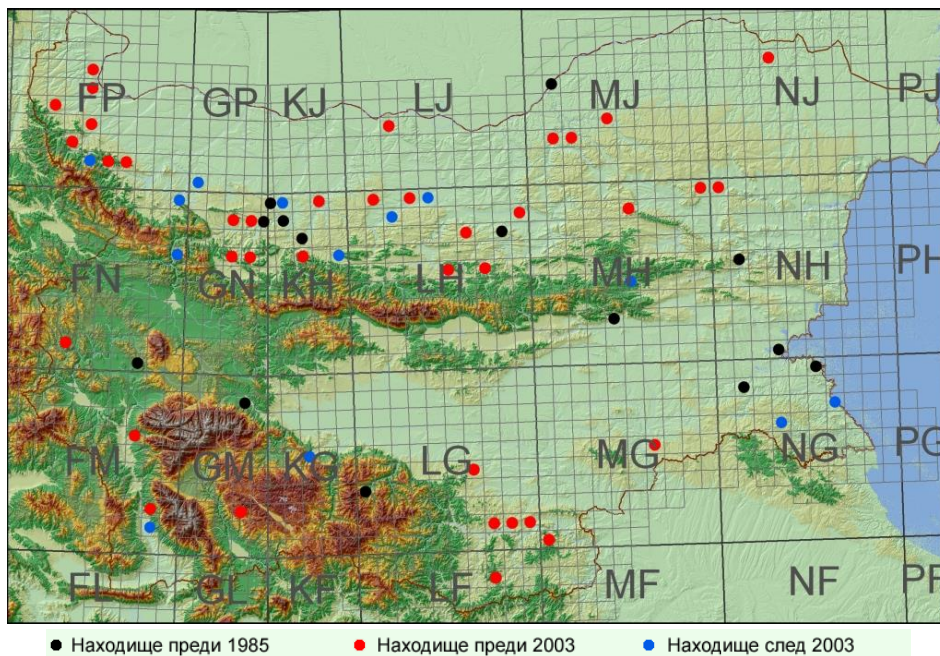 FP GP KJ LJ MJ NJ PJ
FN GN KH LH MH NH PH
FM GM KG LG MG NG PG
FL GL KF LF MF NF PF
Находище преди 1985 Находище преди 2003 Находище след 2003